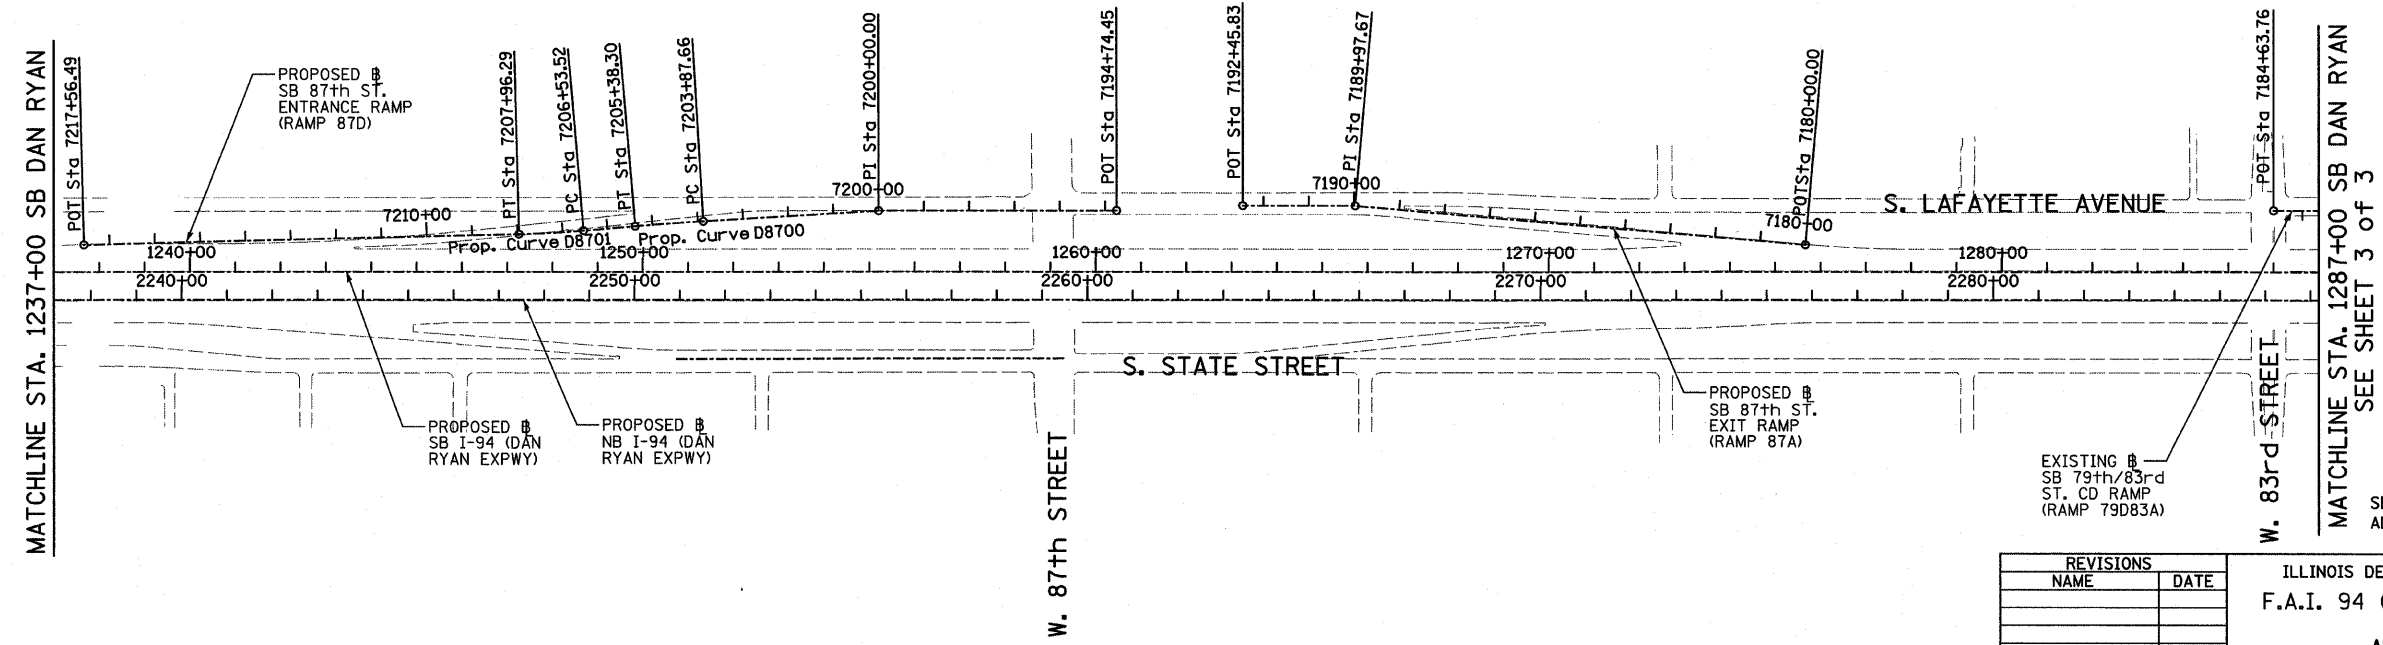 MATCHLINE STA. 1237+00 SB DAN RYAN
POT Sta 7217+56.49
PROPOSED B
SB 87th ST.
ENTRANCE RAMP
(RAMP 87D)
PT Sta 7207+96.29
PC Sta 7206+53.52
PT Sta 7205+38.30
PC Sta 7203+87.66
PI Sta 7200+00.00
POT Sta 7194+74.45
POT Sta 7192+45.83
PI Sta 7189+97.67
POTSta 7180+00.00
POT Sta 7184+63.76
MATCHLINE STA. 1287+00 SB DAN RYAN
SEE SHEET 3 of 3
7210+00
7200+00
7190+00
7180+00
S. LAFAYETTE AVENUE
Prop. Curve D8701
Prop. Curve D8700
1240+00
1250+00
1260+00
1270+00
1280+00
2240+00
2250+00
2260+00
2270+00
2280+00
S. STATE STREET
PROPOSED B
SB I-94 (DAN
RYAN EXPWY)
PROPOSED B
NB I-94 (DAN
RYAN EXPWY)
W. 87th STREET
PROPOSED B
SB 87th ST.
EXIT RAMP
(RAMP 87A)
EXISTING B
SB 79th/83rd
ST. CD RAMP
(RAMP 79D83A)
W. 83rd STREET
REVISIONS
NAME DATE
ILLINOIS DE
F.A.I. 94